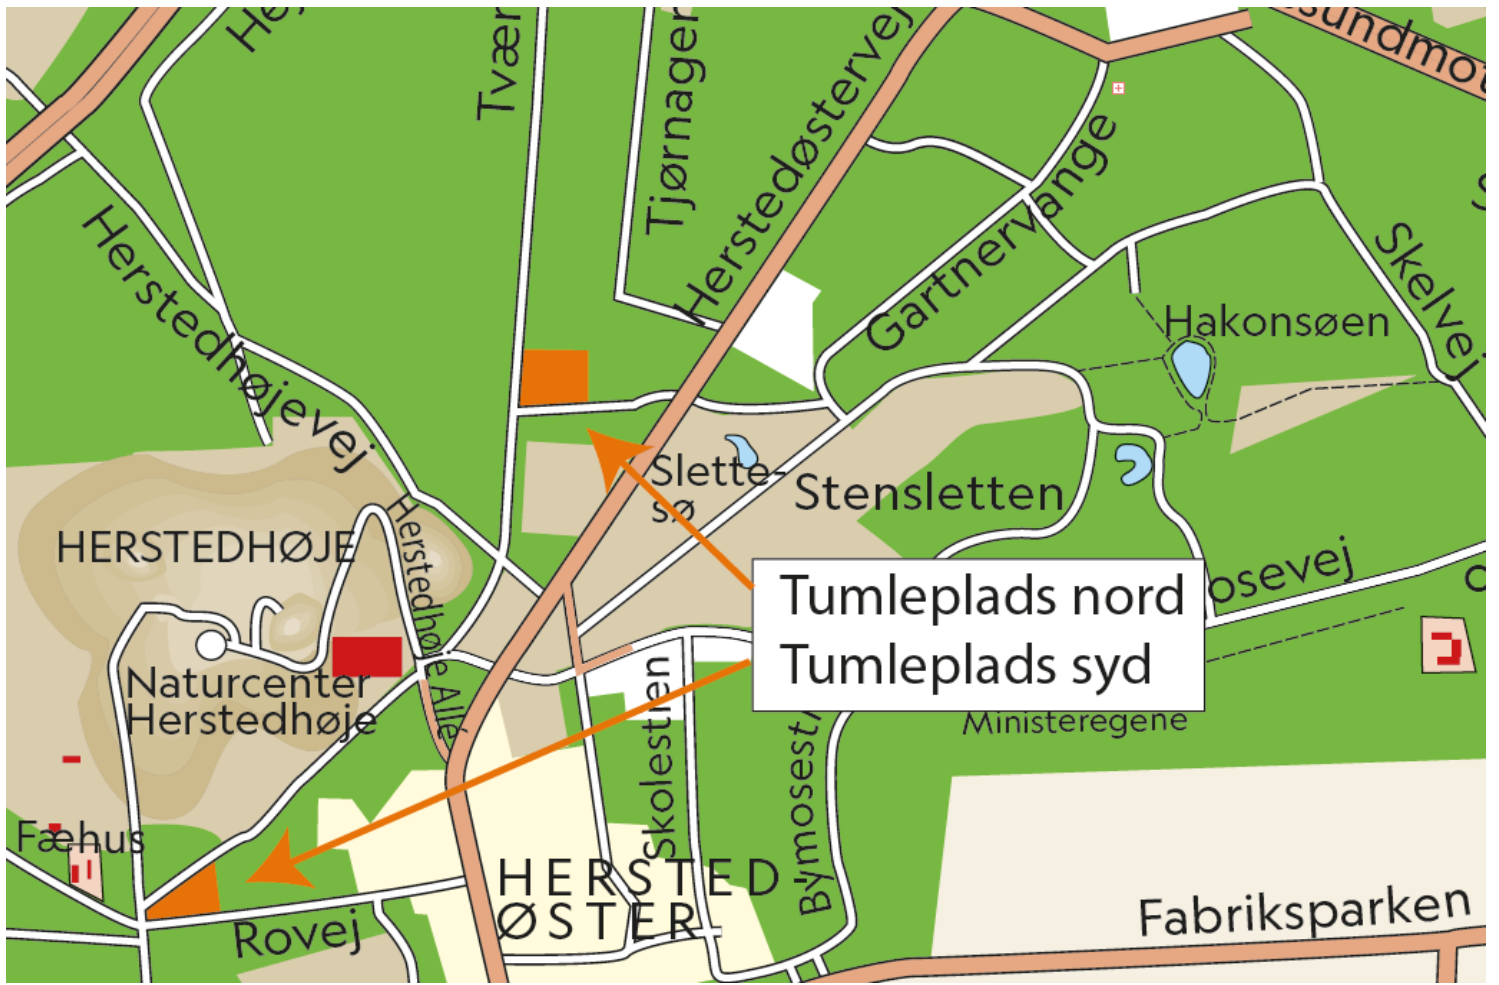 Tvær
Tjørnager
Herstedøstervej
Gartnervange
Skelvej
Hakonsøen
Herstedhøjevej
Slette-
sø
Stensletten
HERSTEDHØJE
Herstedhøje Allé
Tumleplads nord
Tumleplads syd
osevej
Naturcenter
Herstedhøje
Ministeregene
Skolestien
Bymosest
Fæhus
HERSTED
ØSTER
Rovej
Fabriksparken